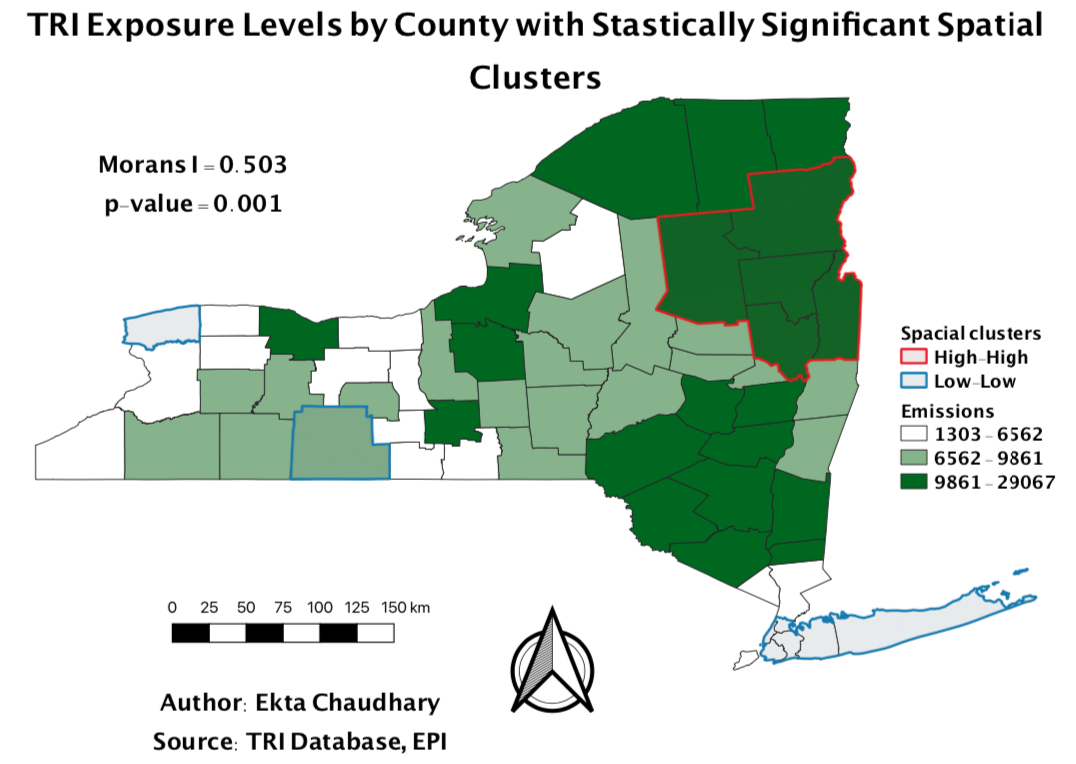 TRI Exposure Levels by County with Stastically Significant Spatial
Clusters
Morans I = 0.503
p-value = 0.001
Spacial clusters
High-High
Low-Low
Emissions
1303 - 6562
6562 - 9861
9861 - 29067
0 25 50 75 100 125 150 km
Author: Ekta Chaudhary
Source: TRI Database, EPI